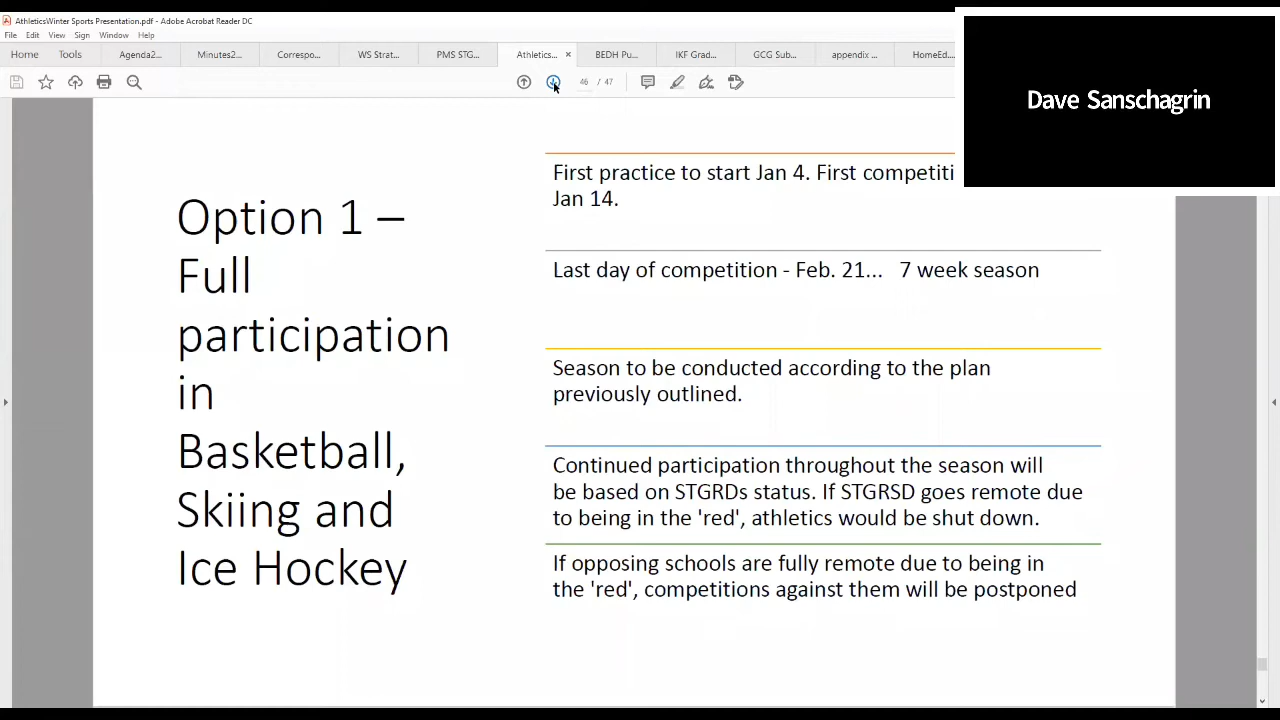 AthleticsWinter Sports Presentation.pdf - Adobe Acrobat Reader DC
File Edit View Sign Window Help
Home Tools Agenda2... Minutes2... Correspo... WS Strat... PMS STG... Athletics... × BEDH Pu... IKF Grad... GCG Sub... appendix ... HomeEd...
46 / 47
Dave Sanschagrin
Option 1 –
Full
participation
in
Basketball,
Skiing and
Ice Hockey
First practice to start Jan 4. First competiti
Jan 14.
Last day of competition - Feb. 21... 7 week season
Season to be conducted according to the plan
previously outlined.
Continued participation throughout the season will
be based on STGRDs status. If STGRSD goes remote due
to being in the 'red', athletics would be shut down.
If opposing schools are fully remote due to being in
the 'red', competitions against them will be postponed